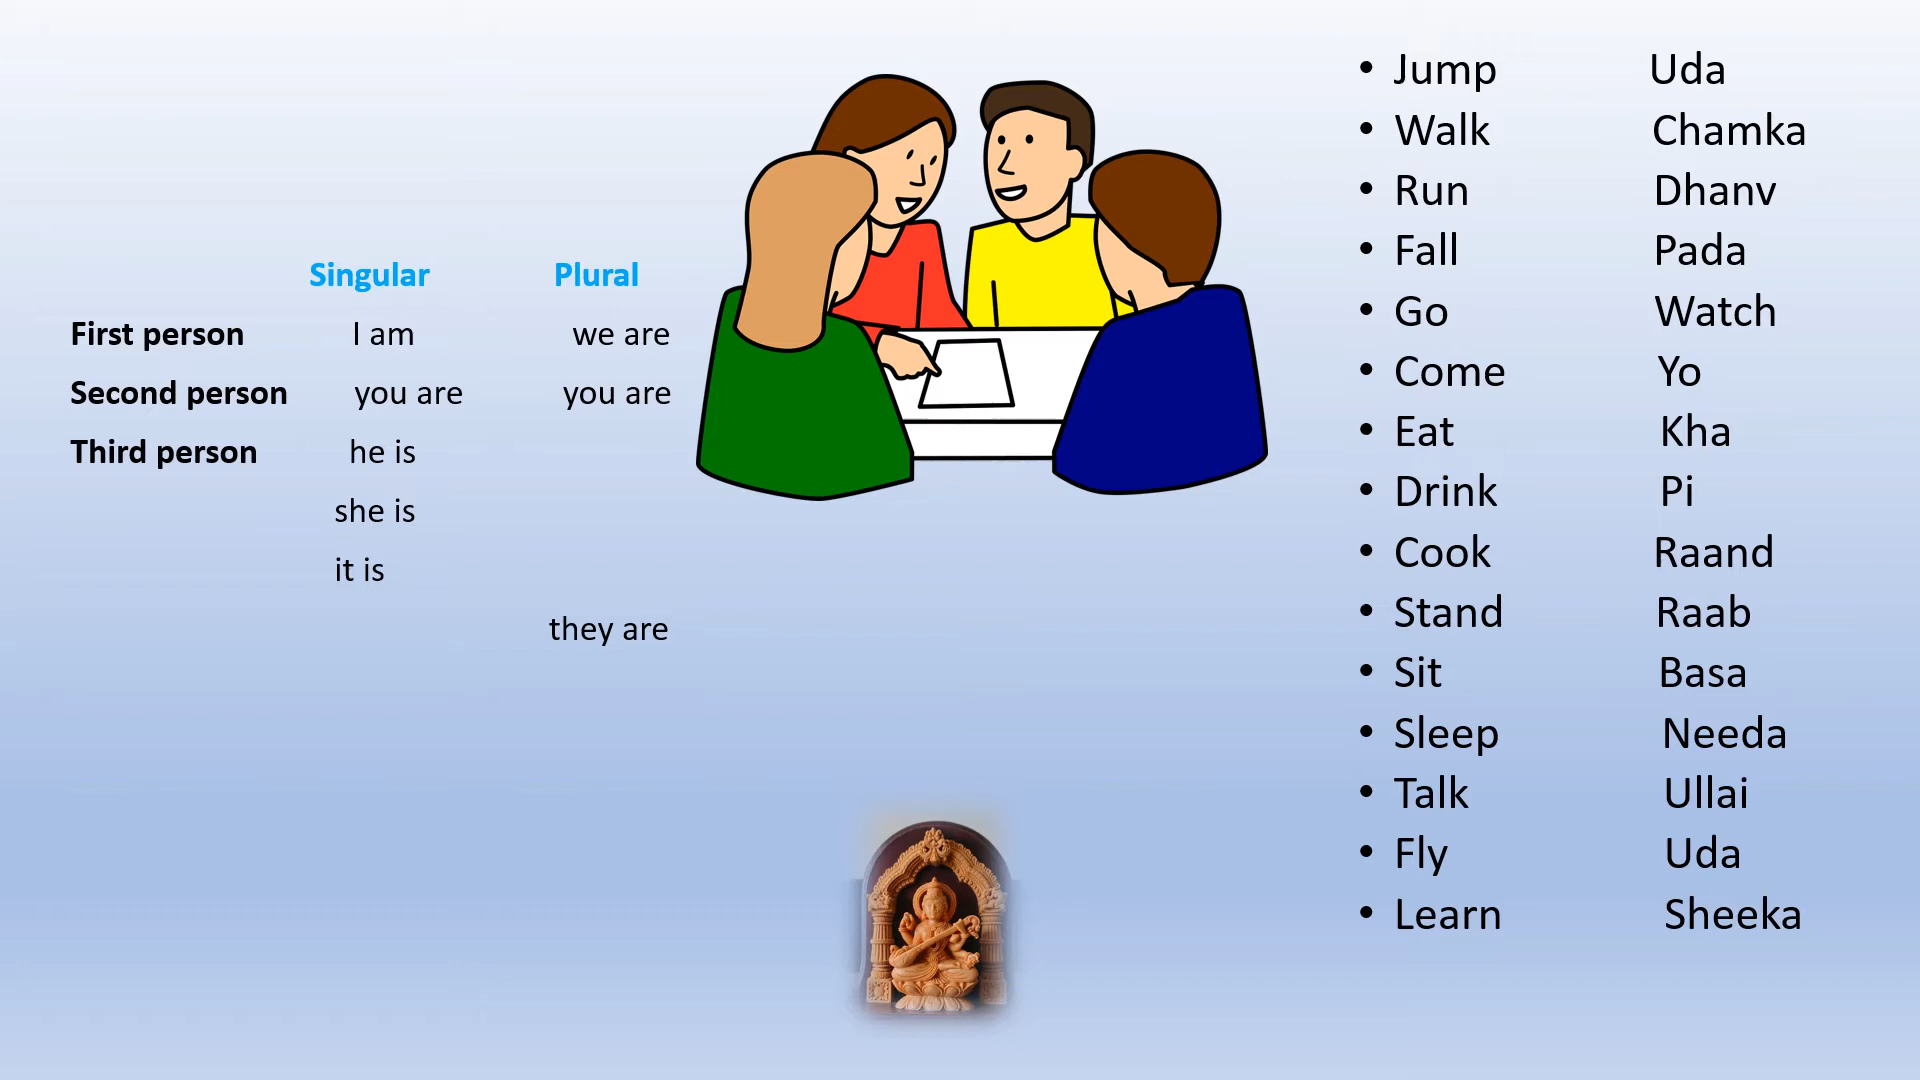 Singular Plural
First person I am we are
Second person you are you are
Third person he is
she is
it is
they are
• Jump Uda
• Walk Chamka
• Run Dhanv
• Fall Pada
• Go Watch
• Come Yo
• Eat Kha
• Drink Pi
• Cook Raand
• Stand Raab
• Sit Basa
• Sleep Needa
• Talk Ullai
• Fly Uda
• Learn Sheeka